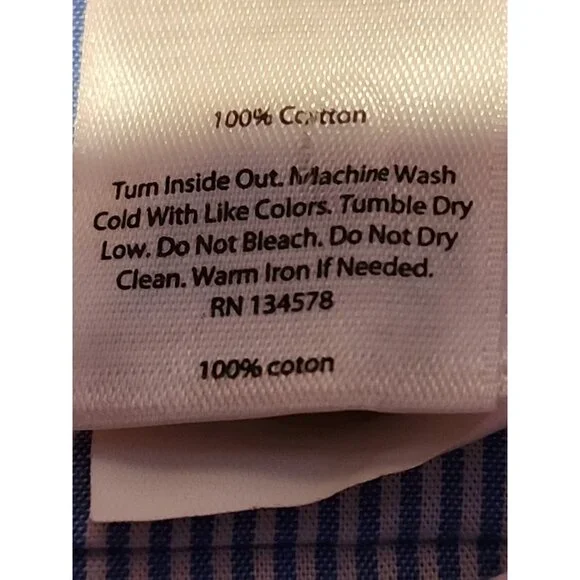 100% Cotton
Turn Inside Out. Machine Wash
Cold With Like Colors. Tumble Dry
Low. Do Not Bleach. Do Not Dry
Clean. Warm Iron If Needed.
RN 134578
100% coton